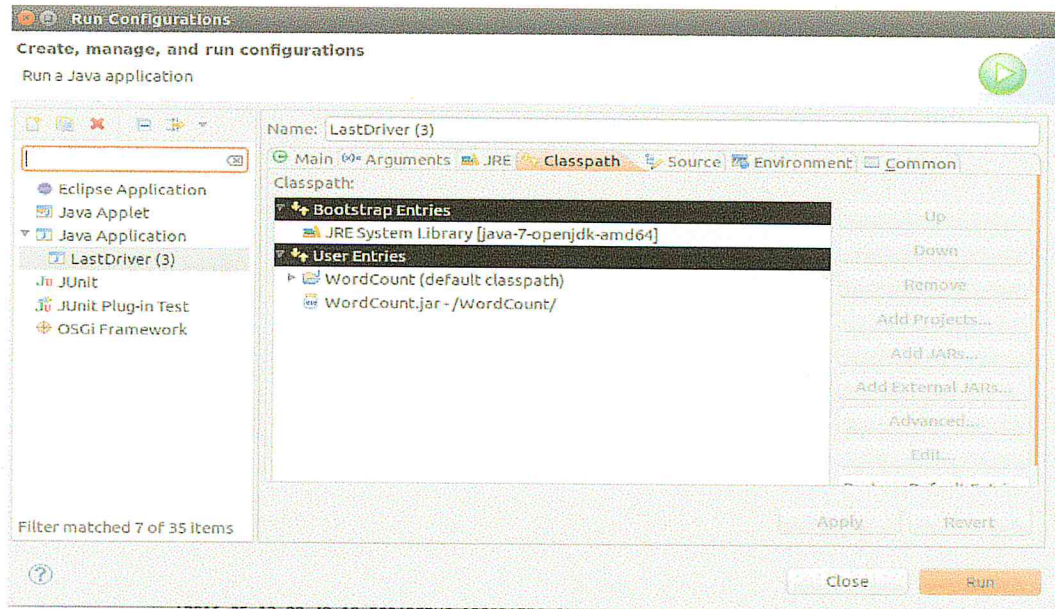 Run Configurations
Create, manage, and run configurations
Run a Java application
Name: LastDriver (3)
Main (x)= Arguments JRE Classpath Source Environment Common
Eclipse Application
Java Applet
Java Application
LastDriver (3)
Ju JUnit
JUnit Plug-in Test
OSGi Framework
Filter matched 7 of 35 items
Classpath:
Bootstrap Entries
JRE System Library [java-7-openjdk-amd64]
User Entries
WordCount (default classpath)
WordCount.jar - /WordCount/
Up
Down
Remove
Add Projects...
Add JARs...
Add External JARs...
Advanced...
Edit...
Apply Revert
Close Run